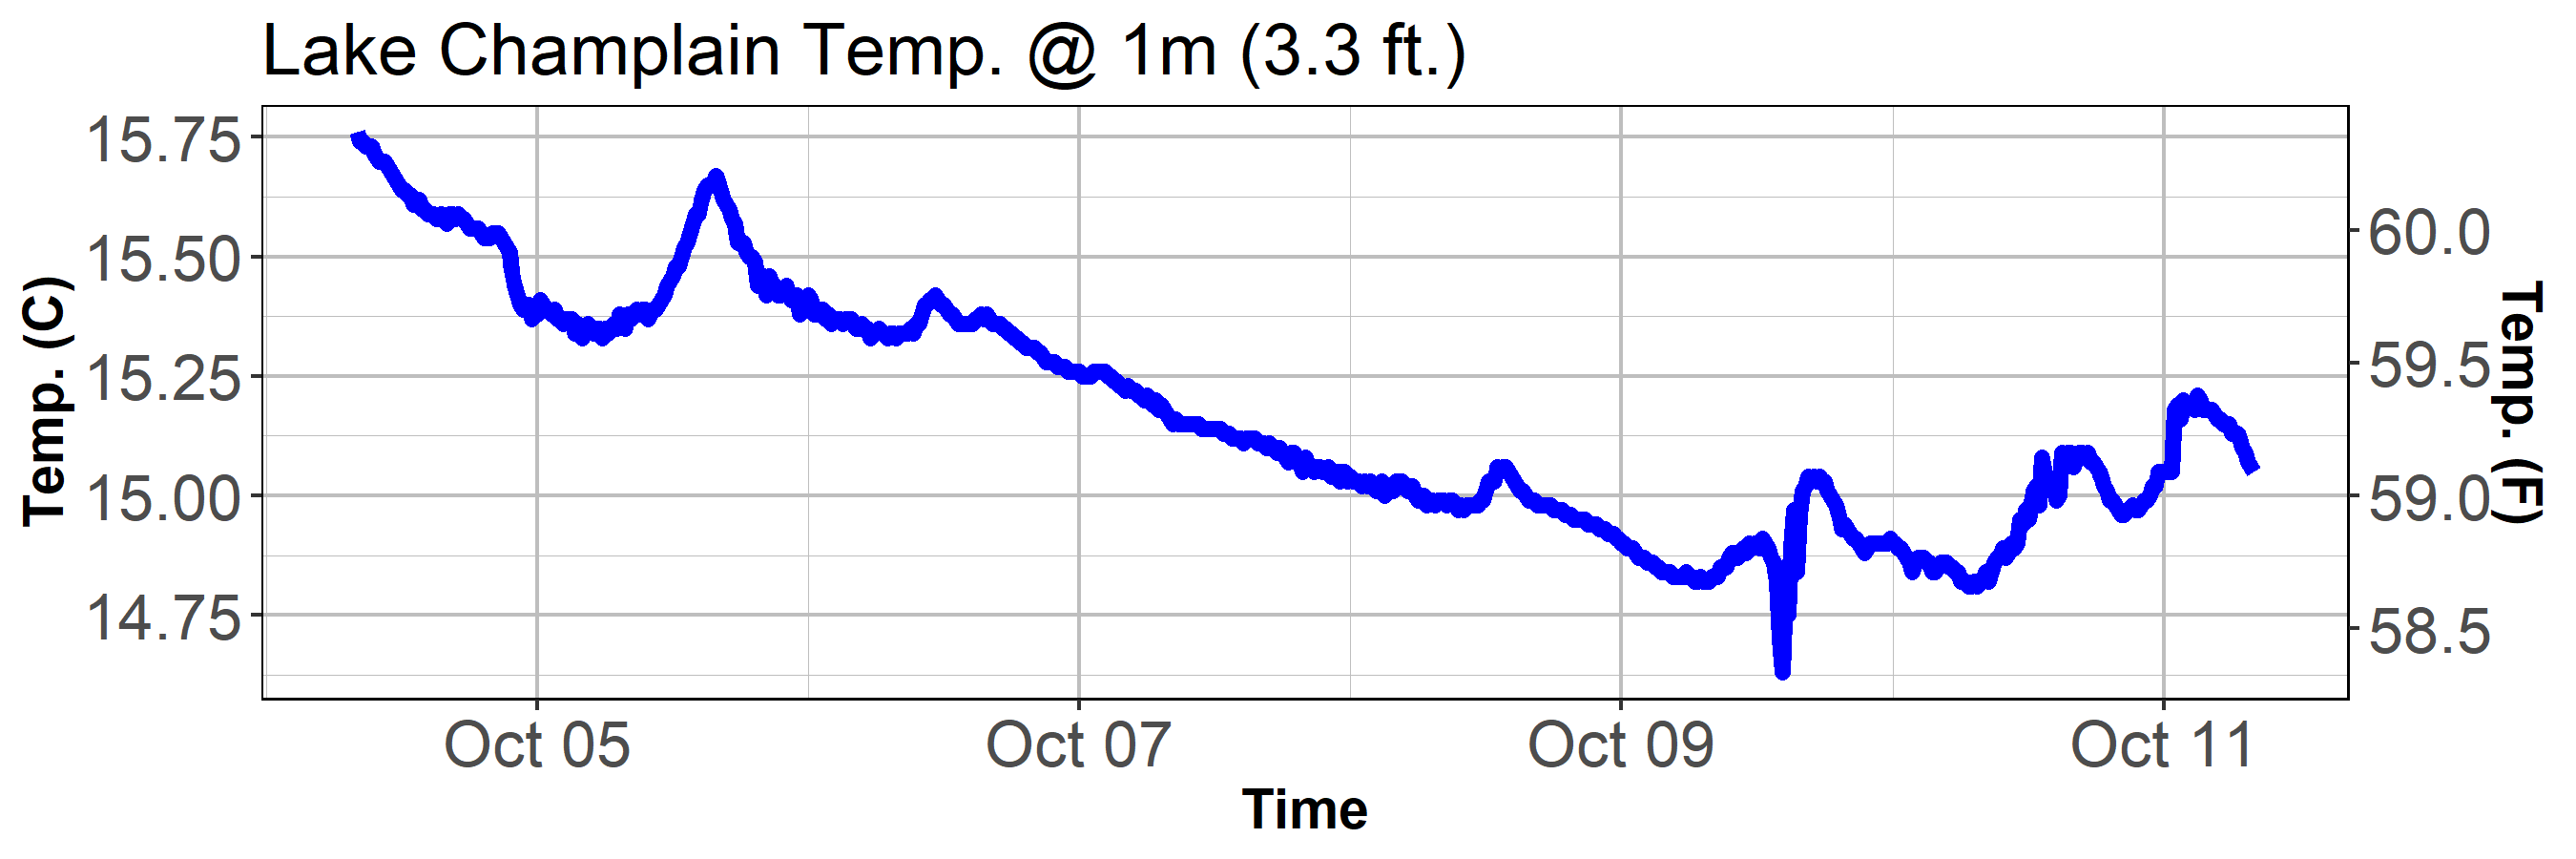 Lake Champlain Temp. @ 1m (3.3 ft.)
Temp. (C)
15.75
15.50
15.25
15.00
14.75
60.0
59.5
59.0
58.5
Temp. (F)
Oct 05
Oct 07
Oct 09
Oct 11
Time